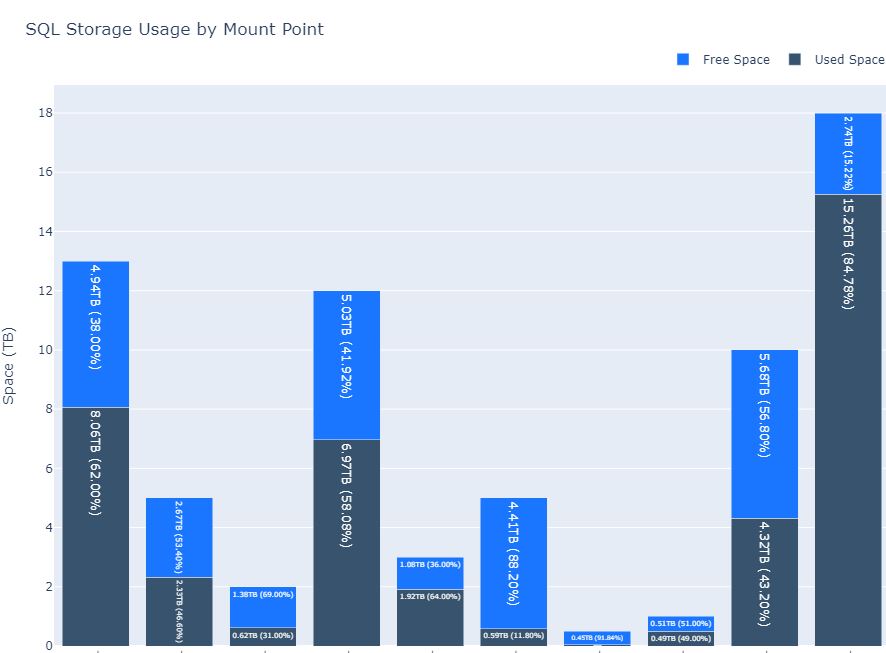 SQL Storage Usage by Mount Point
Free Space
Used Space
Space (TB)
18
16
14
12
10
8
6
4
2
0
4.94TB (38.00%)
8.06TB (62.00%)
2.67TB (53.40%)
2.33TB (46.60%)
1.38TB (69.00%)
0.62TB (31.00%)
5.03TB (41.92%)
6.97TB (58.08%)
1.08TB (36.00%)
1.92TB (64.00%)
4.41TB (88.20%)
0.59TB (11.80%)
0.45TB (91.84%)
0.51TB (51.00%)
0.49TB (49.00%)
5.68TB (56.80%)
4.32TB (43.20%)
2.74TB (15.22%)
15.26TB (84.78%)